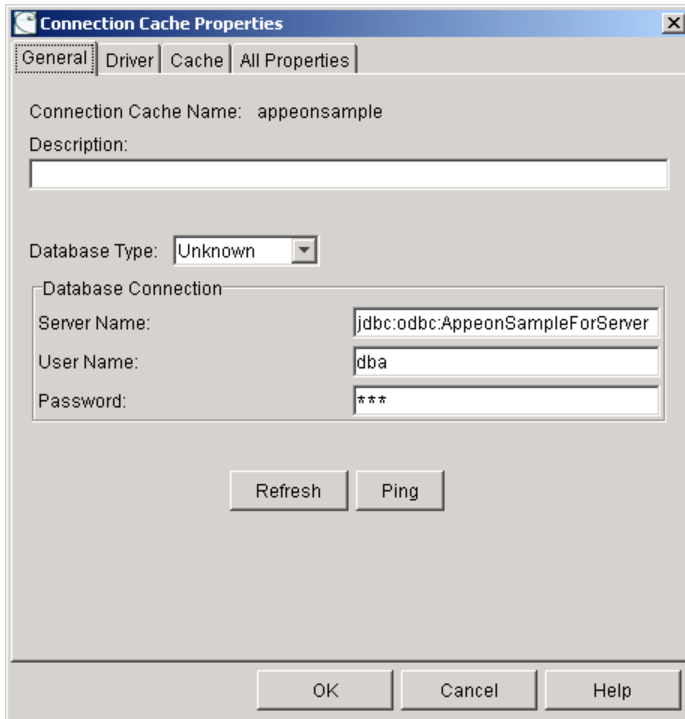 Connection Cache Properties
General Driver Cache All Properties
Connection Cache Name: appeonsample
Description:
Database Type: Unknown
Database Connection
Server Name: jdbc:odbc:AppeonSampleForServer
User Name: dba
Password: ***
Refresh Ping
OK Cancel Help